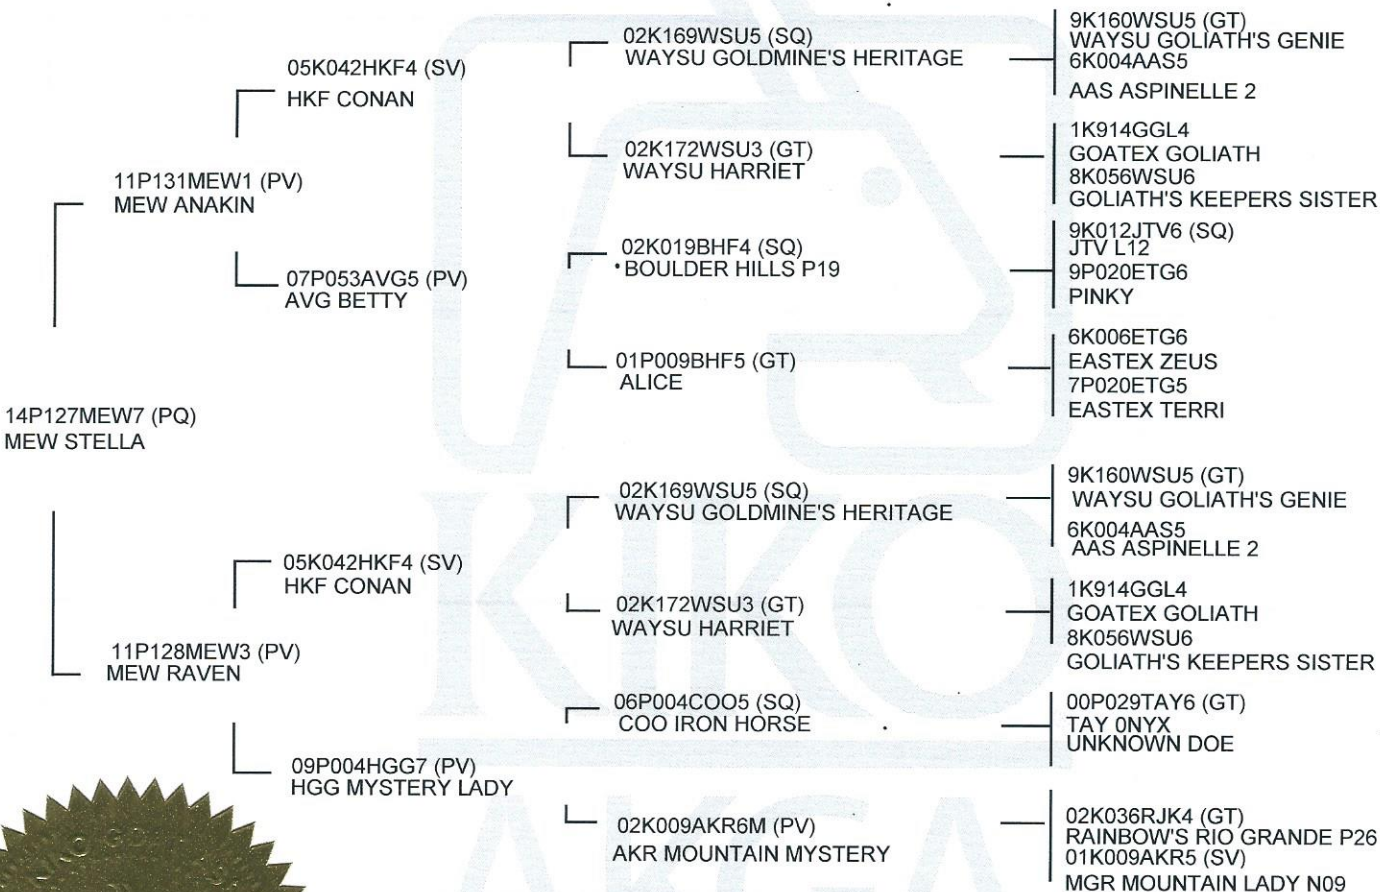 14P127MEW7 (PQ)
MEW STELLA
11P131MEW1 (PV)
MEW ANAKIN
11P128MEW3 (PV)
MEW RAVEN
05K042HKF4 (SV)
HKF CONAN
07P053AVG5 (PV)
AVG BETTY
05K042HKF4 (SV)
HKF CONAN
09P004HGG7 (PV)
HGG MYSTERY LADY
02K169WSU5 (SQ)
WAYSU GOLDMINE'S HERITAGE
02K172WSU3 (GT)
WAYSU HARRIET
02K019BHF4 (SQ)
BOULDER HILLS P19
01P009BHF5 (GT)
ALICE
02K169WSU5 (SQ)
WAYSU GOLDMINE'S HERITAGE
02K172WSU3 (GT)
WAYSU HARRIET
06P004COO5 (SQ)
COO IRON HORSE
02K009AKR6M (PV)
AKR MOUNTAIN MYSTERY
9K160WSU5 (GT)
WAYSU GOLIATH'S GENIE
6K004AAS5
AAS ASPINELLE 2
1K914GGL4
GOATEX GOLIATH
8K056WSU6
GOLIATH'S KEEPERS SISTER
9K012JTV6 (SQ)
JTV L12
9P020ETG6
PINKY
6K006ETG6
EASTEX ZEUS
7P020ETG5
EASTEX TERRI
9K160WSU5 (GT)
WAYSU GOLIATH'S GENIE
6K004AAS5
AAS ASPINELLE 2
1K914GGL4
GOATEX GOLIATH
8K056WSU6
GOLIATH'S KEEPERS SISTER
00P029TAY6 (GT)
TAY 0NYX
UNKNOWN DOE
02K036RJK4 (GT)
RAINBOW'S RIO GRANDE P26
01K009AKR5 (SV)
MGR MOUNTAIN LADY N09
KIKO
AKGA